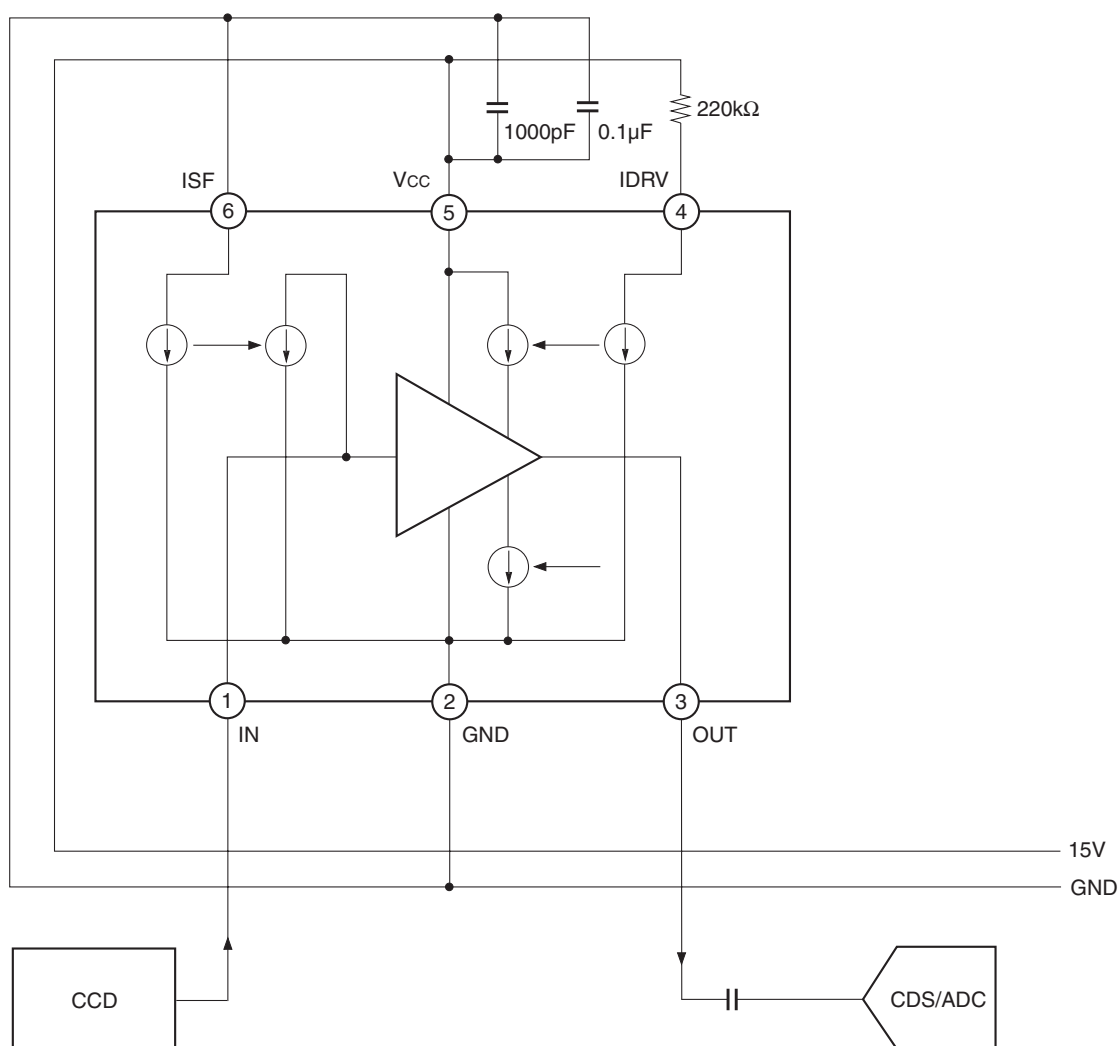 1000pF 0.1µF 220kΩ
ISF VCC IDRV
6 5 4
1 2 3
IN GND OUT
15V
GND
CCD CDS/ADC